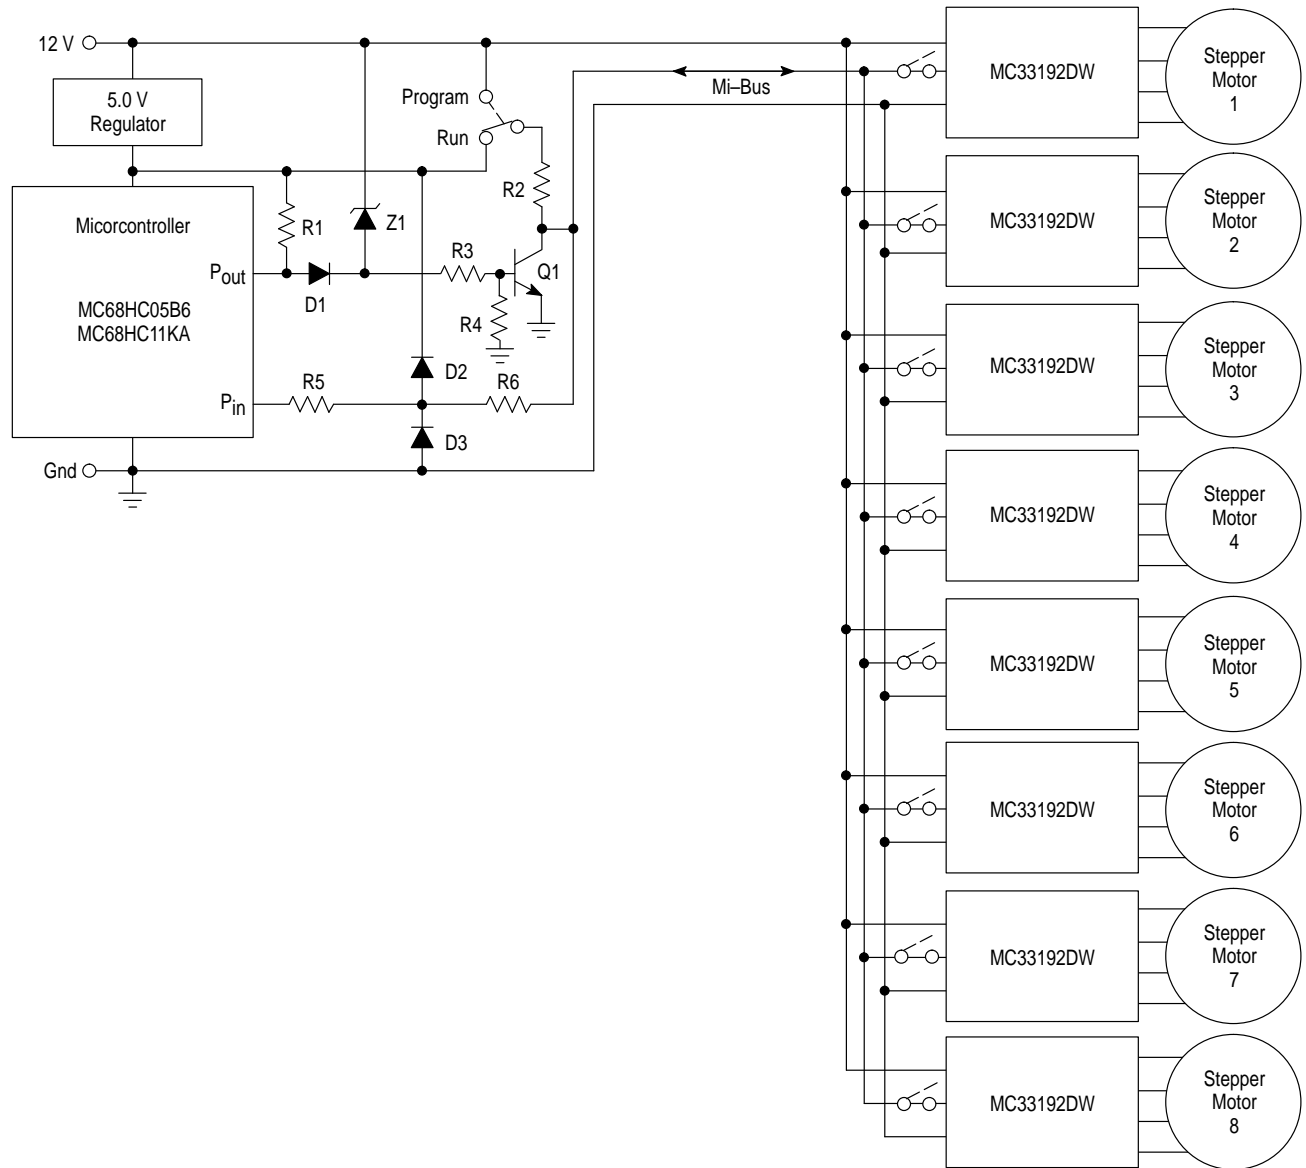 12 V
5.0 V
Regulator
Program
Run
Mi–Bus
R2
Micorcontroller
R1
Z1
Pout
D1
R3
Q1
R4
MC68HC05B6
MC68HC11KA
D2
Pin
R5
R6
D3
Gnd
MC33192DW
Stepper
Motor
1
MC33192DW
Stepper
Motor
2
MC33192DW
Stepper
Motor
3
MC33192DW
Stepper
Motor
4
MC33192DW
Stepper
Motor
5
MC33192DW
Stepper
Motor
6
MC33192DW
Stepper
Motor
7
MC33192DW
Stepper
Motor
8